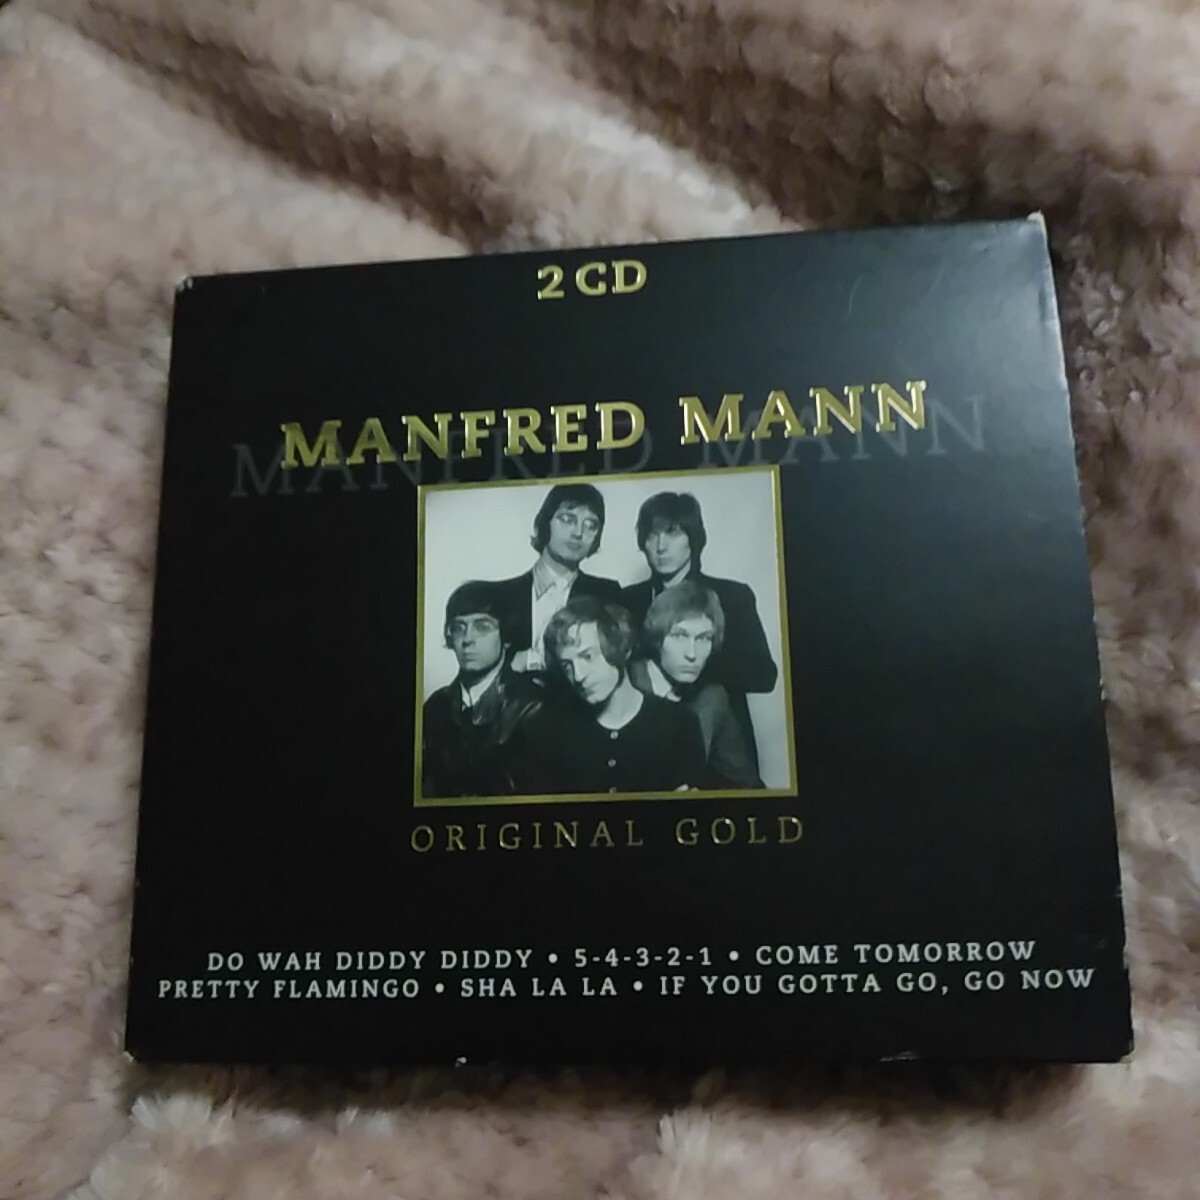 2 CD
MANFRED MANN
MANFRED MANN
ORIGINAL GOLD
DO WAH DIDDY DIDDY • 5-4-3-2-1 • COME TOMORROW
PRETTY FLAMINGO • SHA LA LA • IF YOU GOTTA GO, GO NOW